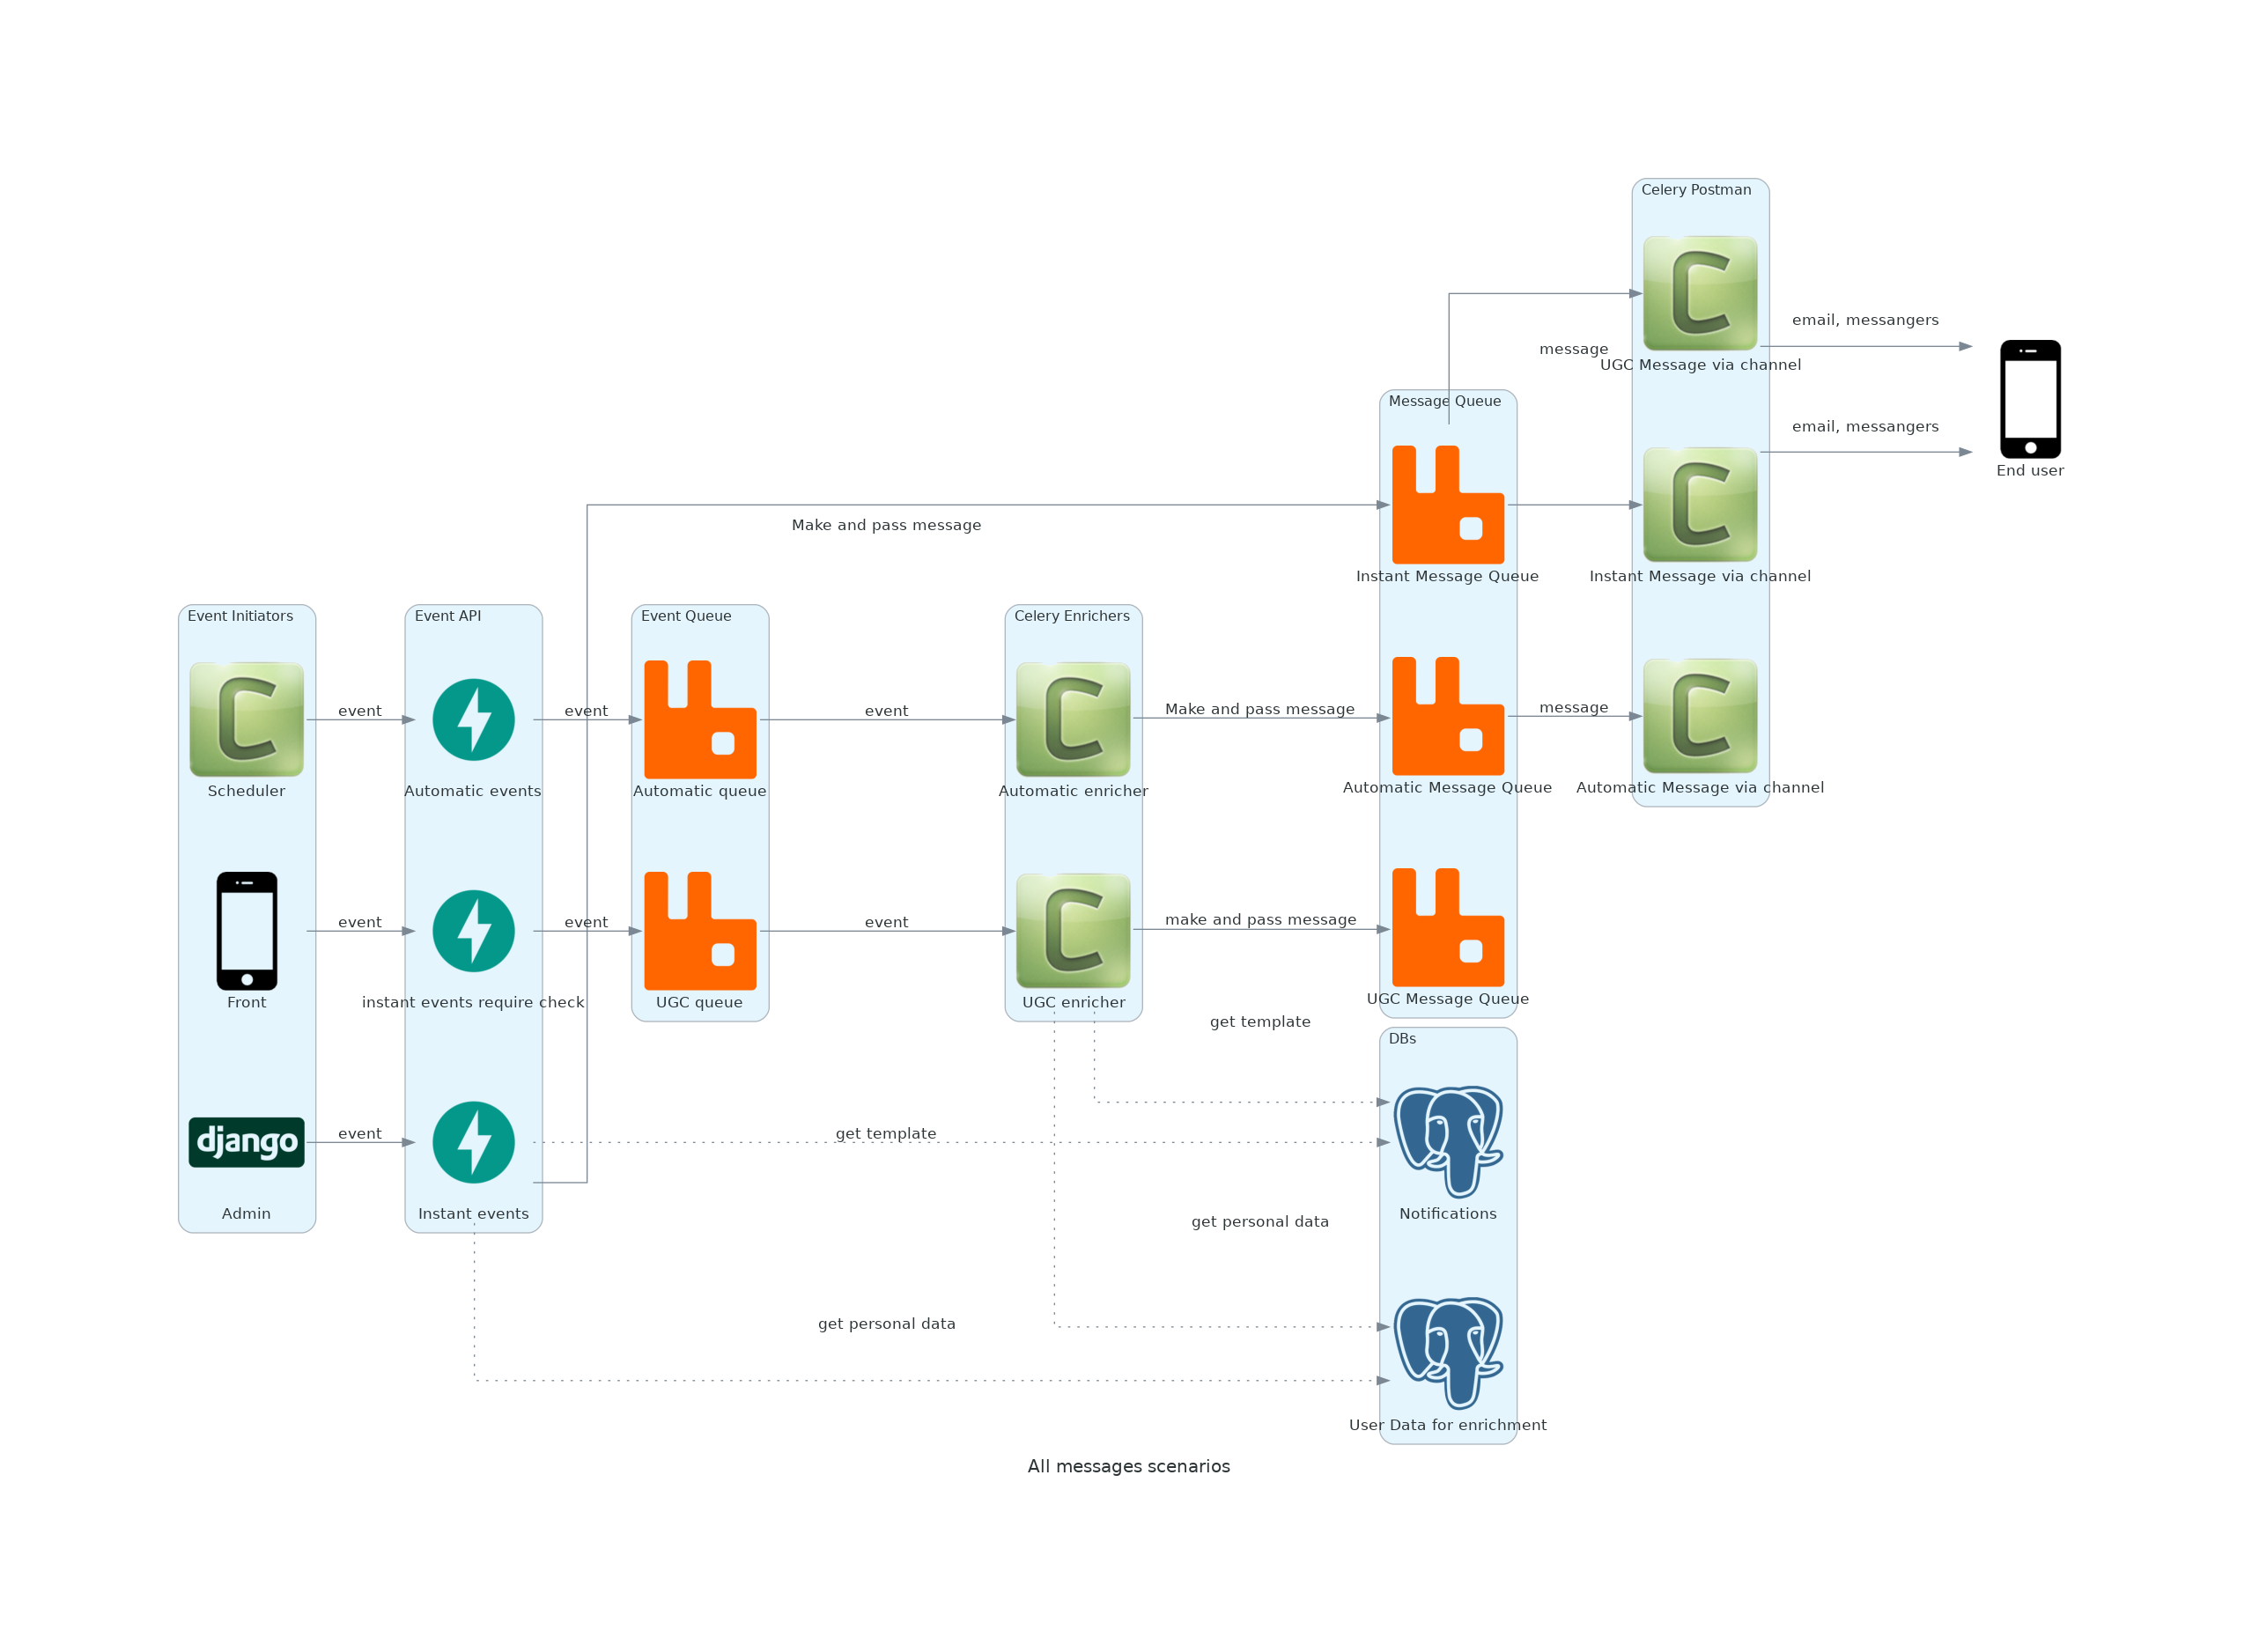 Celery Postman
email, messangers
message
UGC Message via channel
Message Queue
email, messangers
End user
Make and pass message
Instant Message Queue
Instant Message via channel
Event Initiators
Event API
Event Queue
Celery Enrichers
event
event
event
Make and pass message
message
Scheduler
Automatic events
Automatic queue
Automatic enricher
Automatic Message Queue
Automatic Message via channel
event
event
event
make and pass message
Front
instant events require check
UGC queue
UGC enricher
UGC Message Queue
get template
DBs
django
event
get template
Admin
Instant events
Notifications
get personal data
get personal data
User Data for enrichment
All messages scenarios